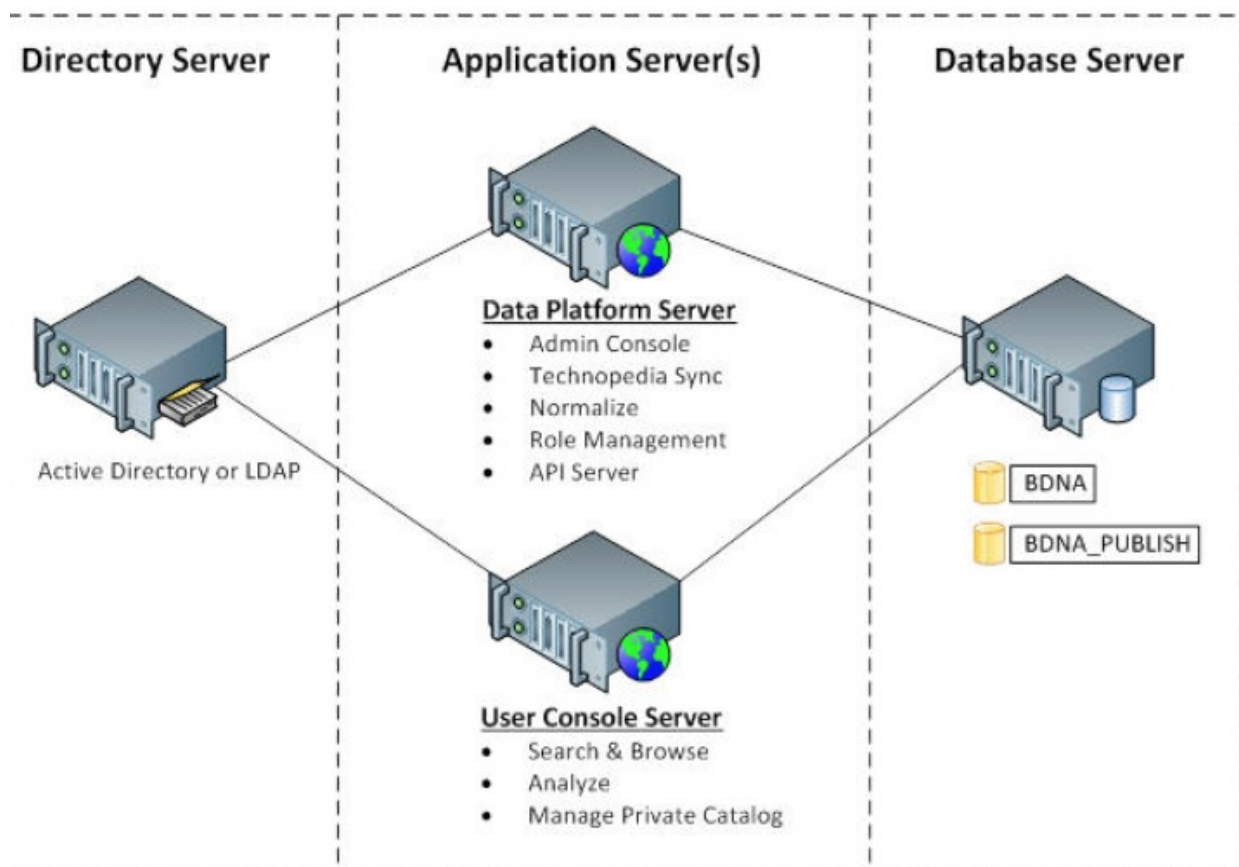 Directory Server
Application Server(s)
Database Server
Data Platform Server
• Admin Console
• Technopedia Sync
• Normalize
• Role Management
• API Server
Active Directory or LDAP
BDNA
BDNA_PUBLISH
User Console Server
• Search & Browse
• Analyze
• Manage Private Catalog